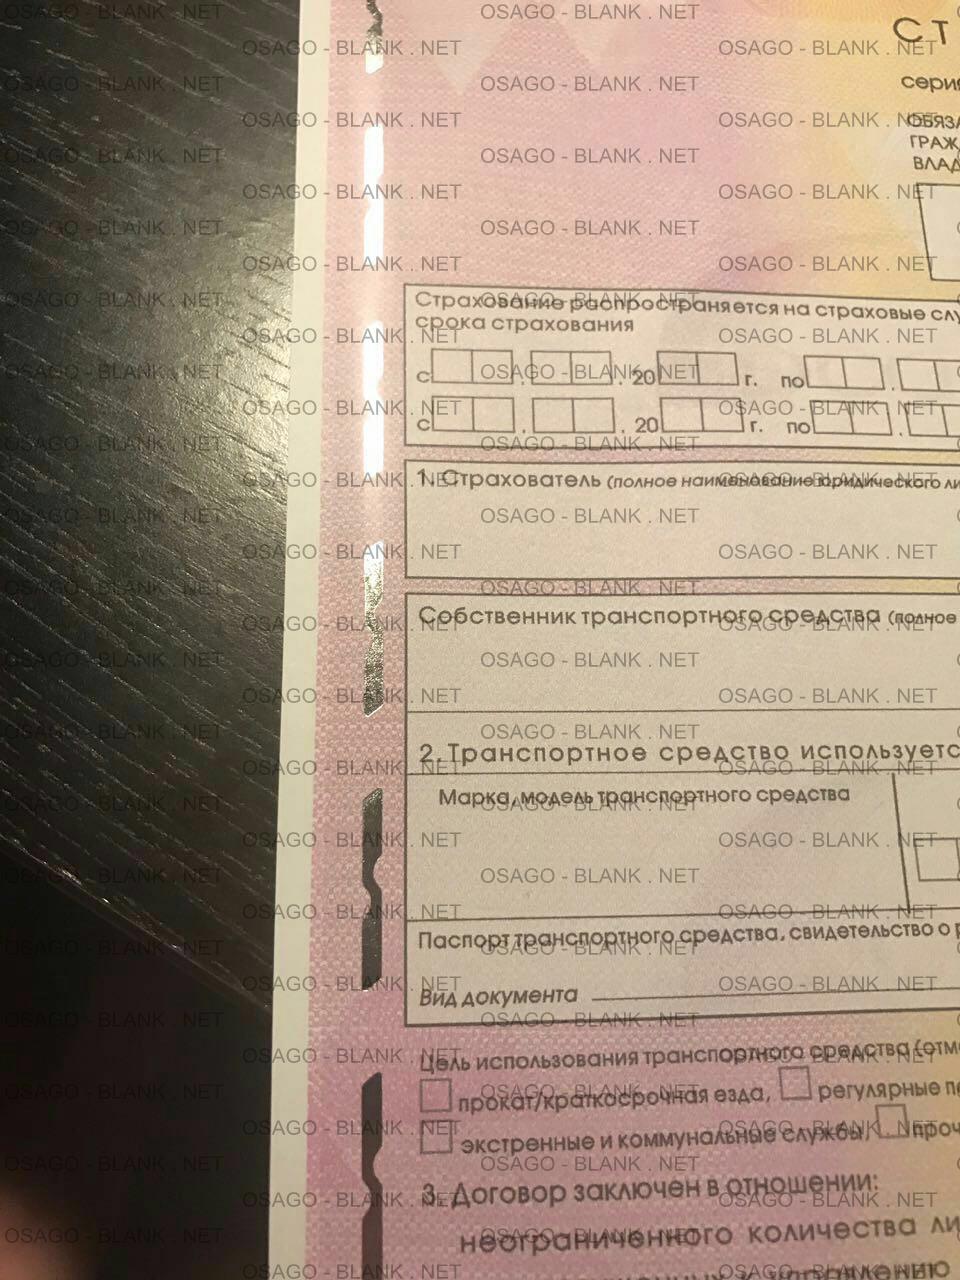 СТ
серия
ОБЯЗА
ГРАЖ
ВЛАД
Страхование распространяется на страховые слу
срока страхования
с . . 20 г. по .
с . . 20 г. по .
1. Страхователь (полное наименование юридического ли
Собственник транспортного средства (полное
2. Транспортное средство используетс
Марка, модель транспортного средства
Паспорт транспортного средства, свидетельство о р
Вид документа
Цель использования транспортного средства (отм
прокат/краткосрочная езда, регулярные п
экстренные и коммунальные службы, проч
3. Договор заключен в отношении:
неограниченного количества ли
к управлению
OSAGO - BLANK . NET